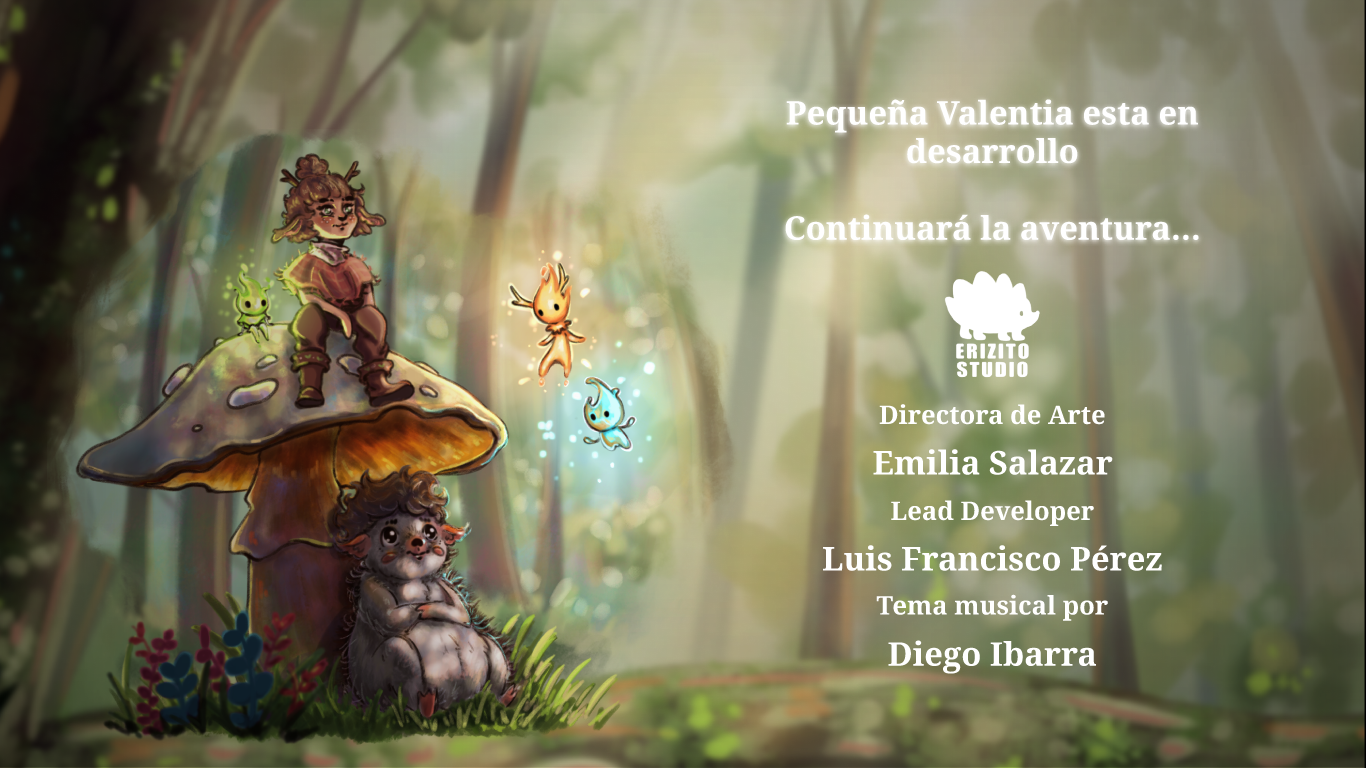 Pequeña Valentia esta en
desarrollo
Continuará la aventura...
ERIZITO
STUDIO
Directora de Arte
Emilia Salazar
Lead Developer
Luis Francisco Pérez
Tema musical por
Diego Ibarra